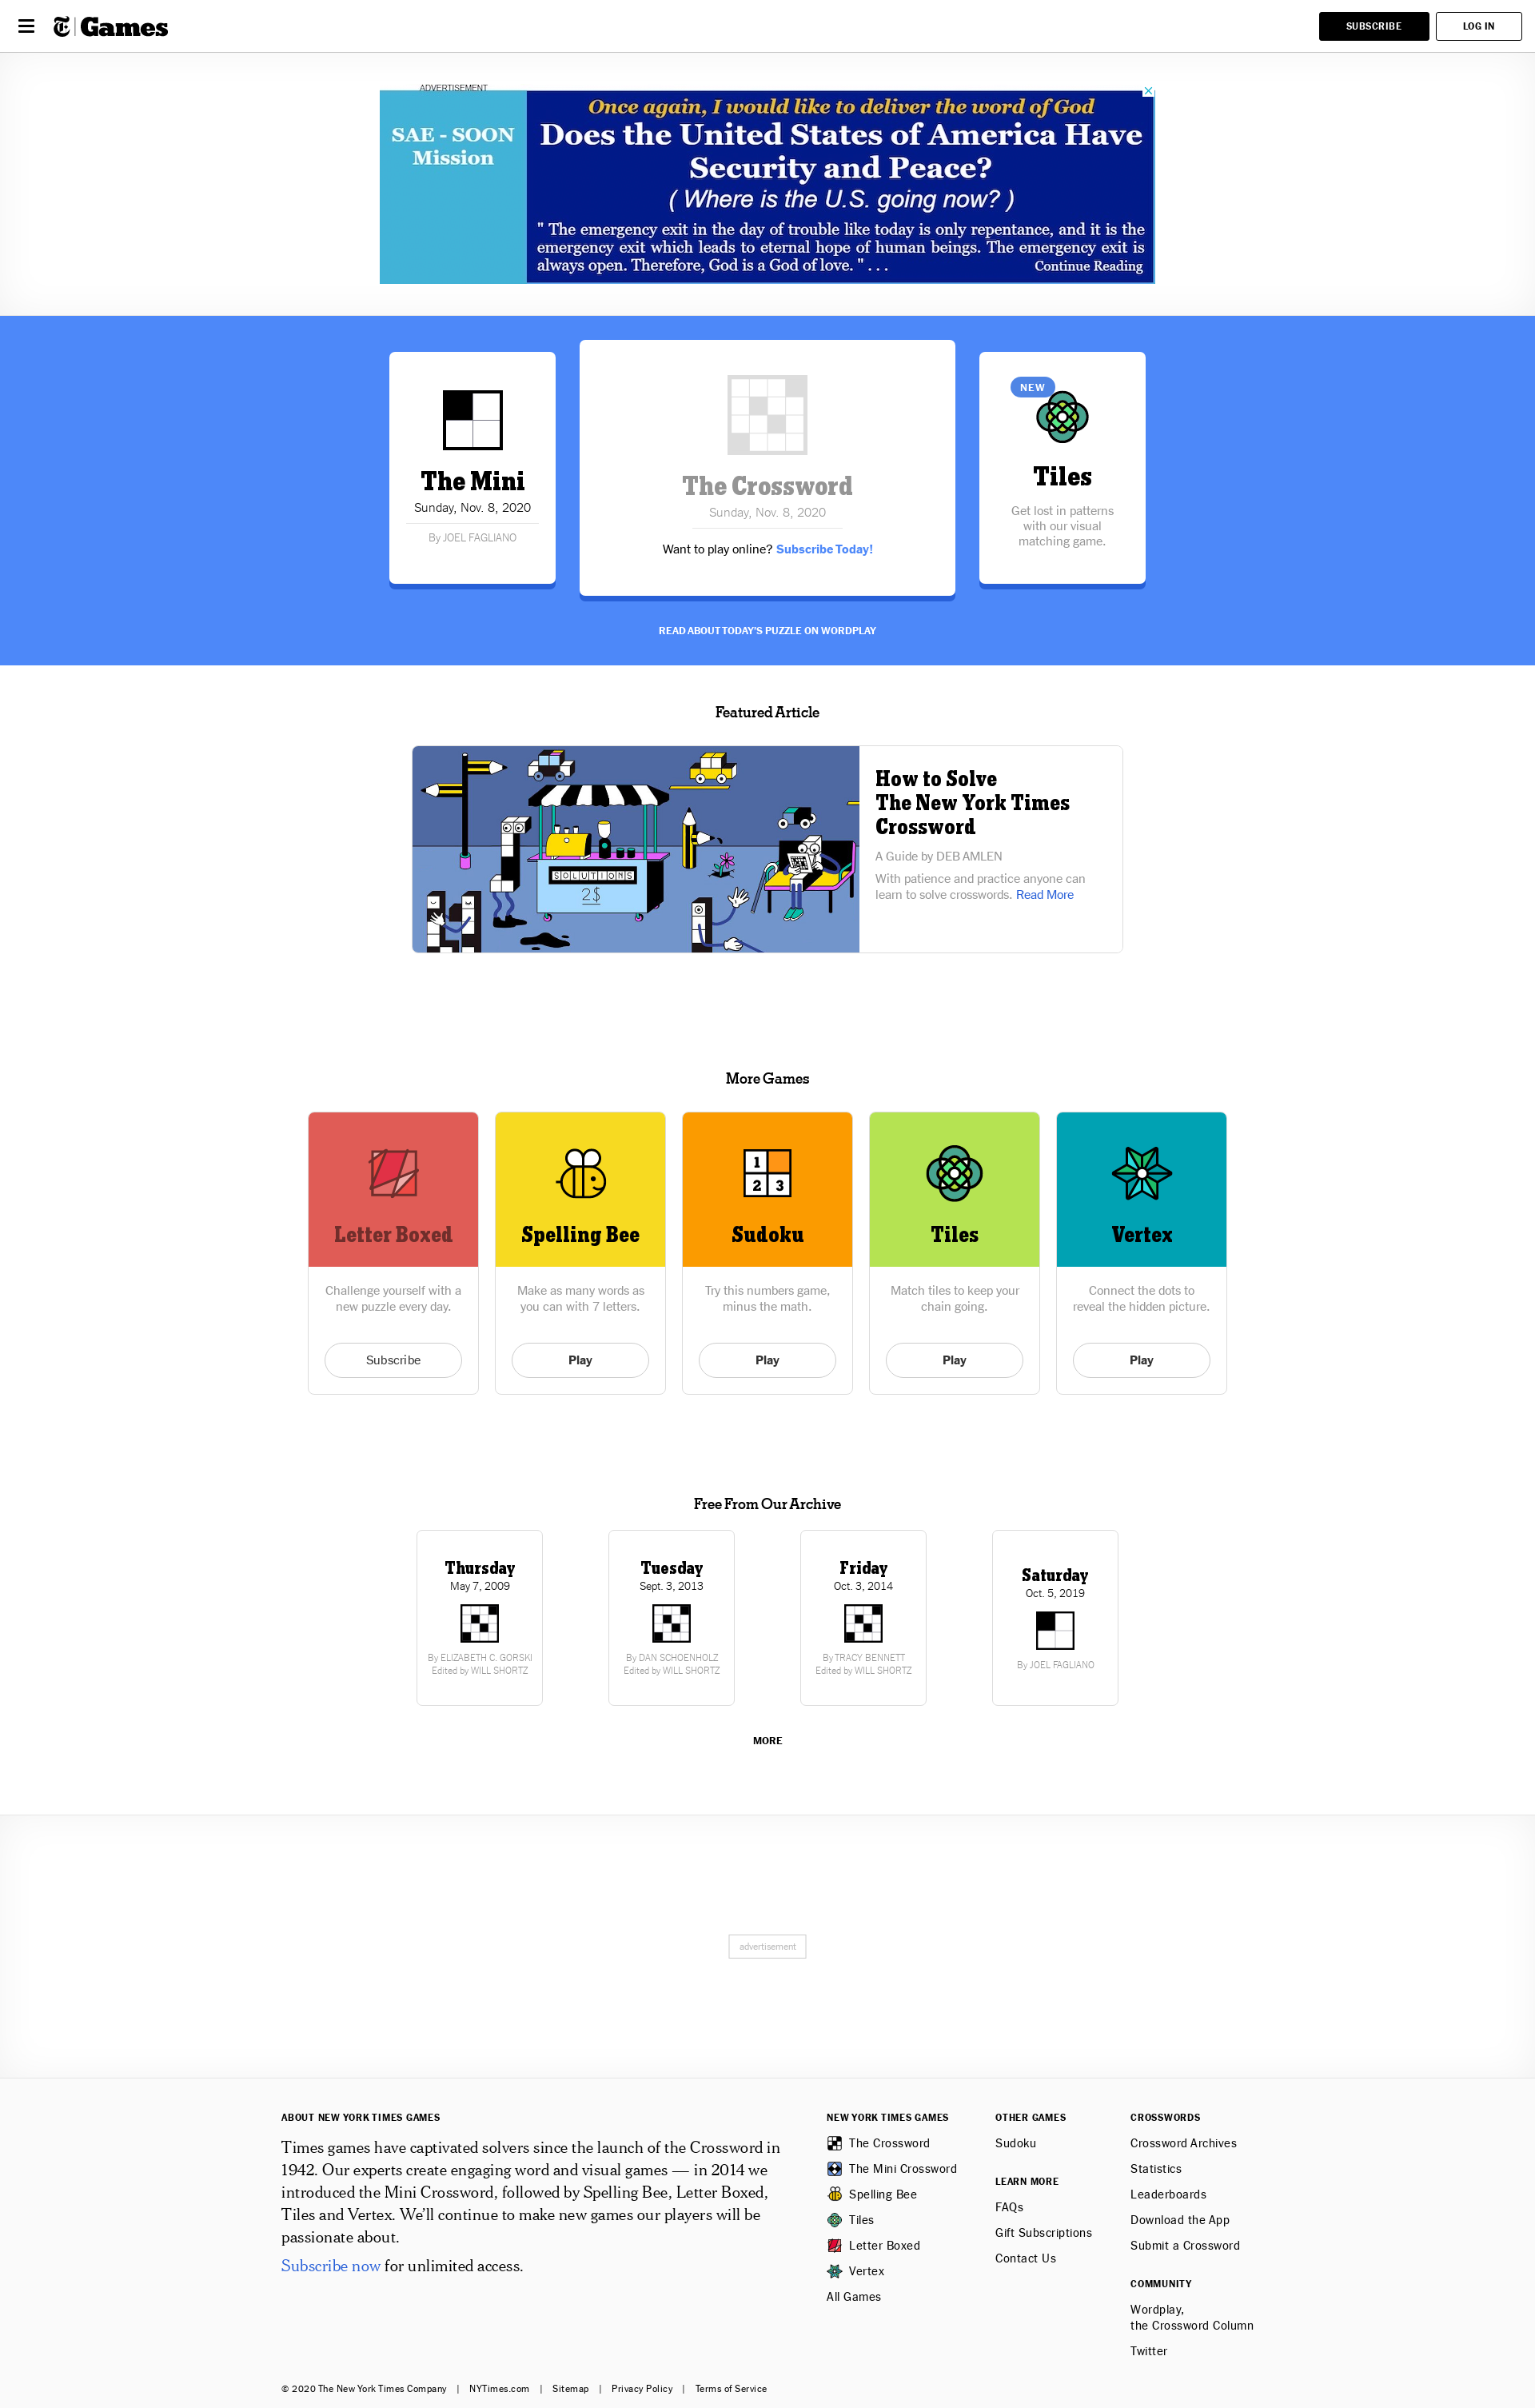 Games
SUBSCRIBE
LOG IN
ADVERTISEMENT
SAE - SOON
Mission
Once again, I would like to deliver the word of God
Does the United States of America Have
Security and Peace?
( Where is the U.S. going now? )
" The emergency exit in the day of trouble like today is only repentance, and it is the
emergency exit which leads to eternal hope of human beings. The emergency exit is
always open. Therefore, God is a God of love. " . . .
Continue Reading
The Mini
Sunday, Nov. 8, 2020
By JOEL FAGLIANO
The Crossword
Sunday, Nov. 8, 2020
Want to play online? Subscribe Today!
NEW
Tiles
Get lost in patterns
with our visual
matching game.
READ ABOUT TODAY'S PUZZLE ON WORDPLAY
Featured Article
SOLUTIONS
2$
How to Solve
The New York Times
Crossword
A Guide by DEB AMLEN
With patience and practice anyone can
learn to solve crosswords. Read More
More Games
Letter Boxed
Challenge yourself with a
new puzzle every day.
Subscribe
Spelling Bee
Make as many words as
you can with 7 letters.
Play
1
2 3
Sudoku
Try this numbers game,
minus the math.
Play
Tiles
Match tiles to keep your
chain going.
Play
Vertex
Connect the dots to
reveal the hidden picture.
Play
Free From Our Archive
Thursday
May 7, 2009
By ELIZABETH C. GORSKI
Edited by WILL SHORTZ
Tuesday
Sept. 3, 2013
By DAN SCHOENHOLZ
Edited by WILL SHORTZ
Friday
Oct. 3, 2014
By TRACY BENNETT
Edited by WILL SHORTZ
Saturday
Oct. 5, 2019
By JOEL FAGLIANO
MORE
advertisement
ABOUT NEW YORK TIMES GAMES
Times games have captivated solvers since the launch of the Crossword in
1942. Our experts create engaging word and visual games — in 2014 we
introduced the Mini Crossword, followed by Spelling Bee, Letter Boxed,
Tiles and Vertex. We'll continue to make new games our players will be
passionate about.
Subscribe now for unlimited access.
NEW YORK TIMES GAMES
The Crossword
The Mini Crossword
Spelling Bee
Tiles
Letter Boxed
Vertex
All Games
OTHER GAMES
Sudoku
LEARN MORE
FAQs
Gift Subscriptions
Contact Us
CROSSWORDS
Crossword Archives
Statistics
Leaderboards
Download the App
Submit a Crossword
COMMUNITY
Wordplay,
the Crossword Column
Twitter
© 2020 The New York Times Company | NYTimes.com | Sitemap | Privacy Policy | Terms of Service